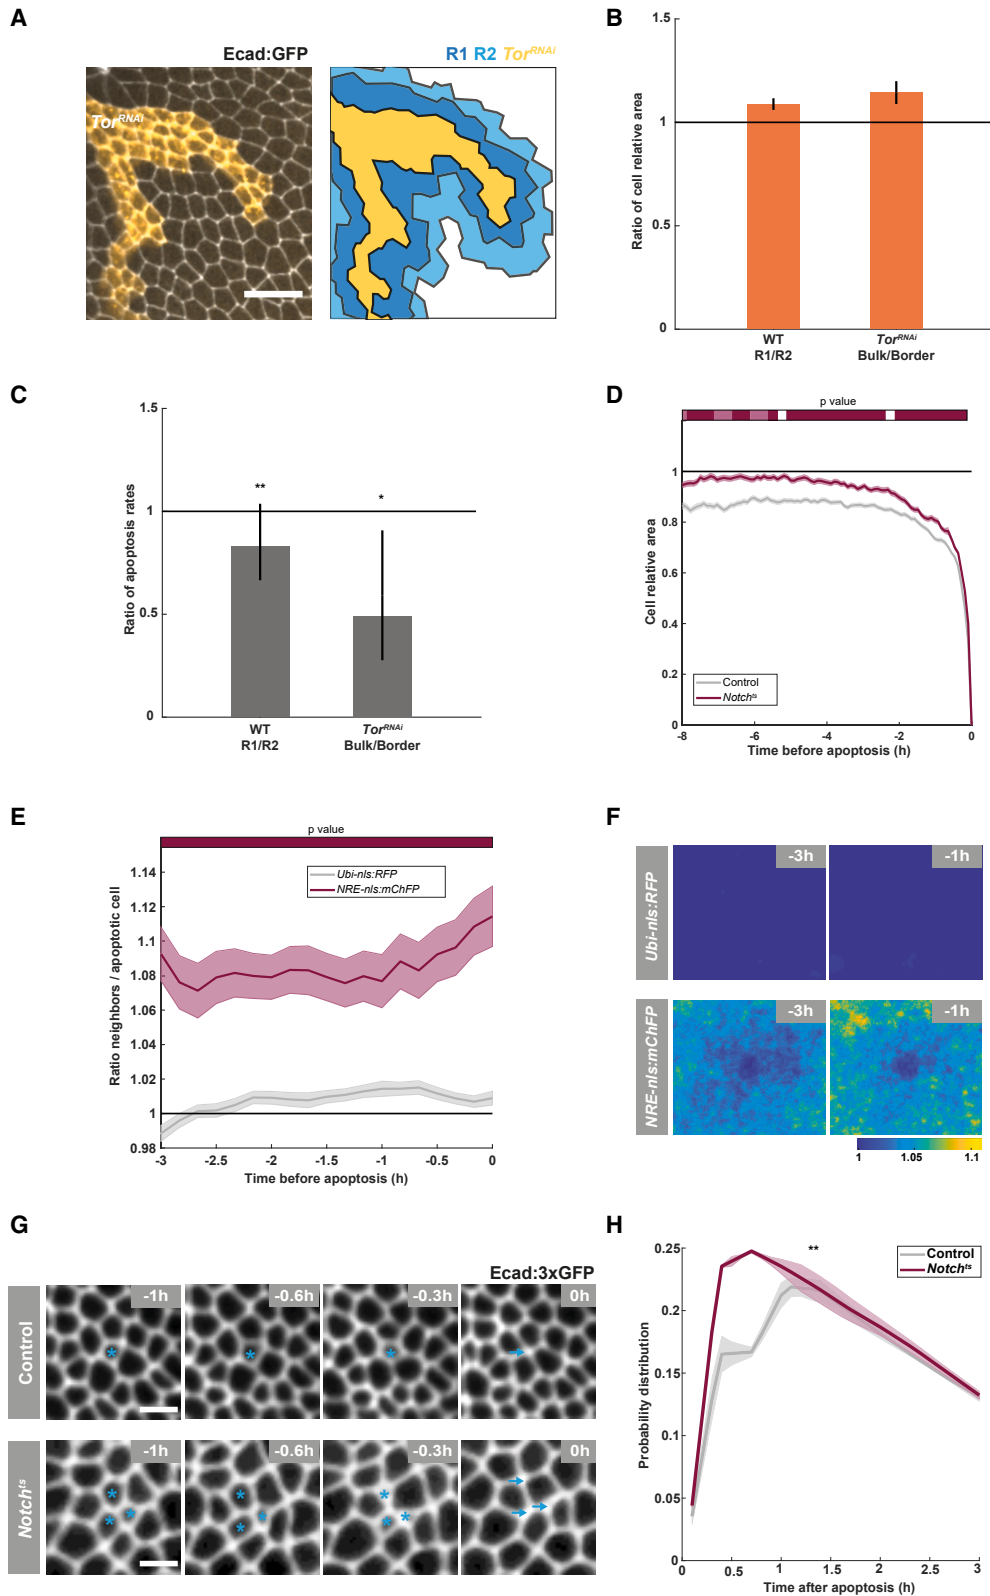 A
Ecad:GFP
R1 R2 Tor^RNAi
Tor^RNAi
B
1.5
1
0.5
0
Ratio of cell relative area
WT
R1/R2
Tor^RNAi
Bulk/Border
C
1.5
1
0.5
0
Ratio of apoptosis rates
**
*
WT
R1/R2
Tor^RNAi
Bulk/Border
D
p value
1
0.8
0.6
0.4
0.2
0
Cell relative area
Control
Notch^ts
-8 -6 -4 -2 0
Time before apoptosis (h)
E
p value
1.14
1.12
1.1
1.08
1.06
1.04
1.02
1
0.98
Ratio neighbors / apoptotic cell
Ubi-nls:RFP
NRE-nls:mChFP
-3 -2.5 -2 -1.5 -1 -0.5 0
Time before apoptosis (h)
F
Ubi-nls:RFP
-3h
-1h
NRE-nls:mChFP
-3h
-1h
1 1.05 1.1
G
Ecad:3xGFP
Control
-1h
-0.6h
-0.3h
0h
*
*
*
Notch^ts
-1h
-0.6h
-0.3h
0h
* * *
* * *
* * *
H
0.25
0.2
0.15
0.1
0.05
0
Probability distribution
**
Control
Notch^ts
0.5 1 1.5 2 2.5 3
Time after apoptosis (h)